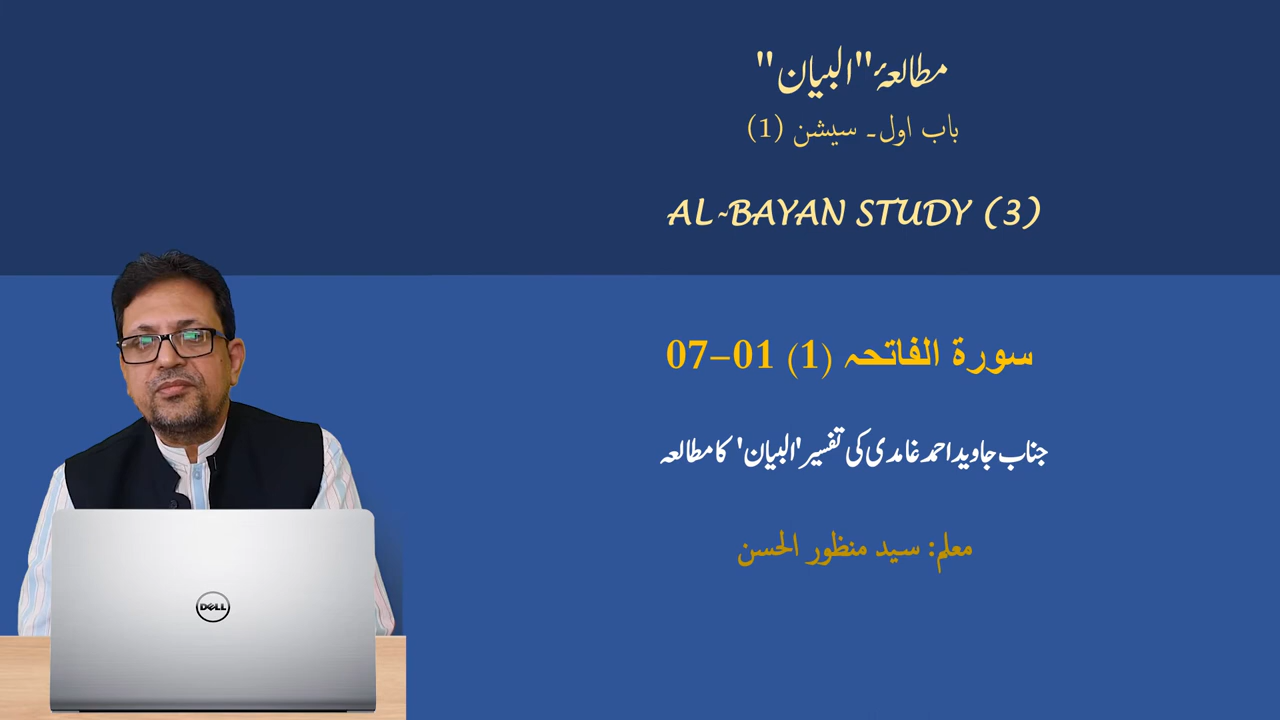 مطالعۂ "البیان"
باب اول۔ سیشن (1)
AL~BAYAN STUDY (3)
سورۃ الفاتحہ (1) 01–07
جناب جاوید احمد غامدی کی تفسیر 'البیان' کا مطالعہ
معلم: سید منظور الحسن
DELL